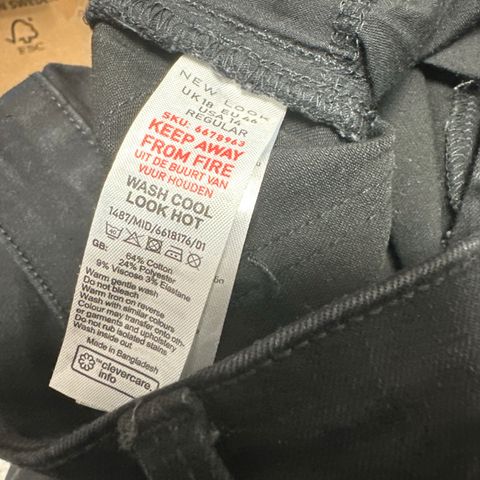 FSC
NEW LOOK
UK18 EU 46
USA 14
REGULAR
SKU: 6678963
KEEP AWAY
FROM FIRE
UIT DE BUURT VAN
VUUR HOUDEN
WASH COOL
LOOK HOT
1487/MID/6618176/01
GB: 64% Cotton
24% Polyester
9% Viscose 3% Elastane
Warm gentle wash
Do not bleach
Warm Iron on reverse
Wash with similar colours
Colour may transfer onto oth.
er garments and upholstery
Do not rub isolated stains
Wash inside out
Made in Bangladesh
clevercare.
info